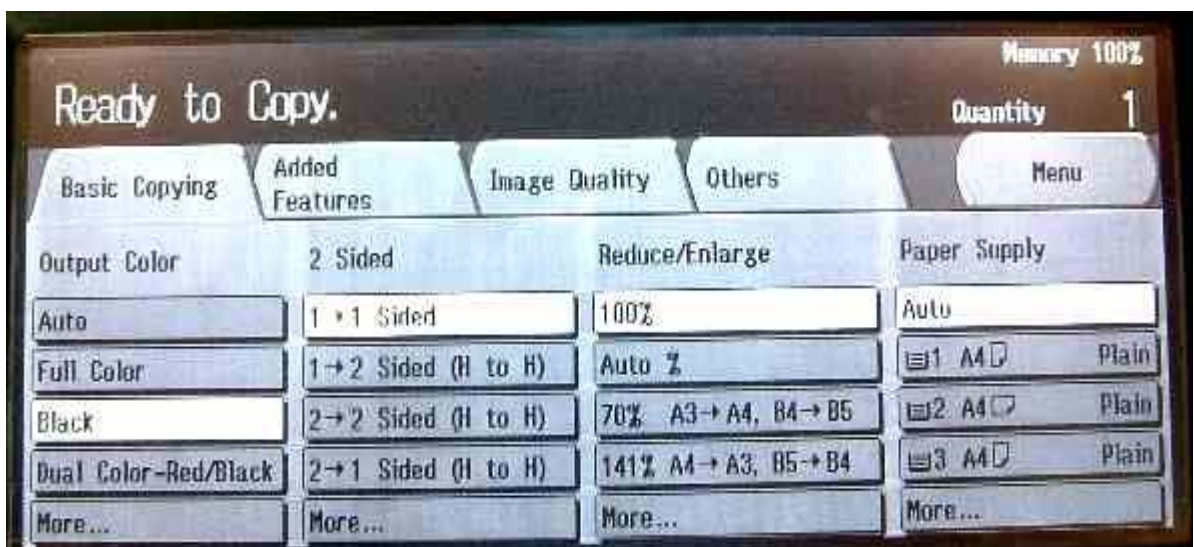 Memory 100%
Ready to Copy.
Quantity 1
Basic Copying
Added
Features
Image Quality
Others
Menu
Output Color
Auto
Full Color
Black
Dual Color-Red/Black
More...
2 Sided
1→1 Sided
1→2 Sided (H to H)
2→2 Sided (H to H)
2→1 Sided (H to H)
More...
Reduce/Enlarge
100%
Auto %
70% A3→A4, B4→B5
141% A4→A3, B5→B4
More...
Paper Supply
Auto
1 A4 Plain
2 A4 Plain
3 A4 Plain
More...